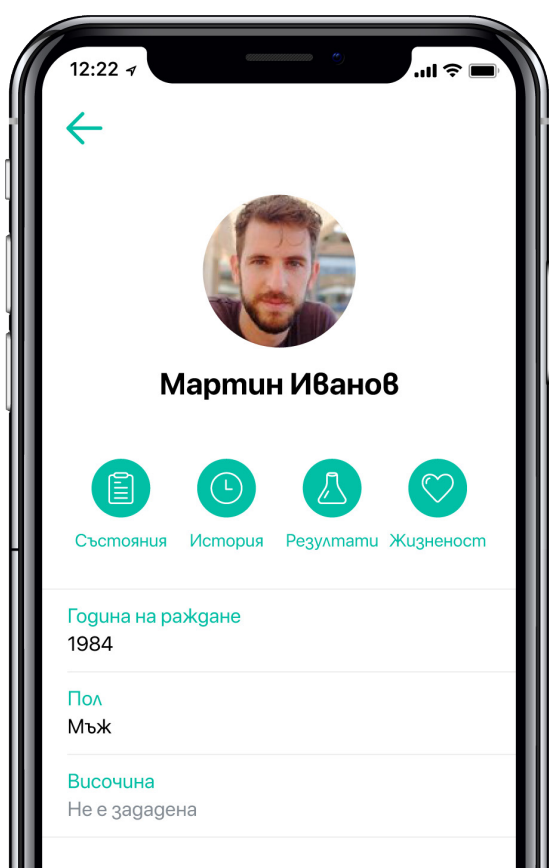 12:22
Мартин Иванов
Състояния История Резултати Жизненост
Година на раждане
1984
Пол
Мъж
Височина
Не е зададена